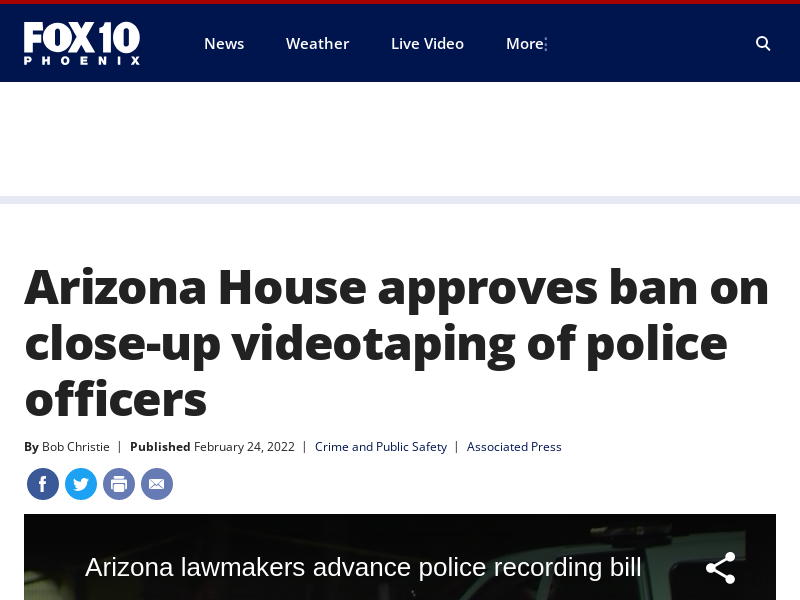 FOX 10
PHOENIX
News Weather Live Video More
Arizona House approves ban on
close-up videotaping of police
officers
By Bob Christie | Published February 24, 2022 | Crime and Public Safety | Associated Press
Arizona lawmakers advance police recording bill